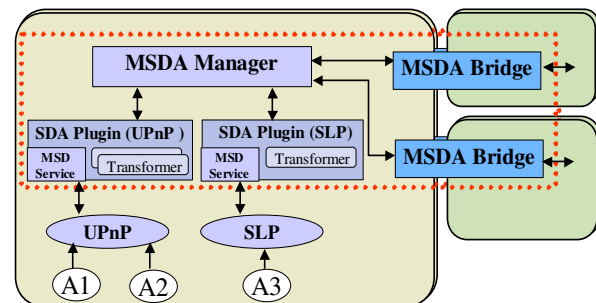 MSDA Manager
MSDA Bridge
SDA Plugin (UPnP )
SDA Plugin (SLP)
MSD
Service
Transformer
MSD
Service
Transformer
MSDA Bridge
UPnP
SLP
A1
A2
A3